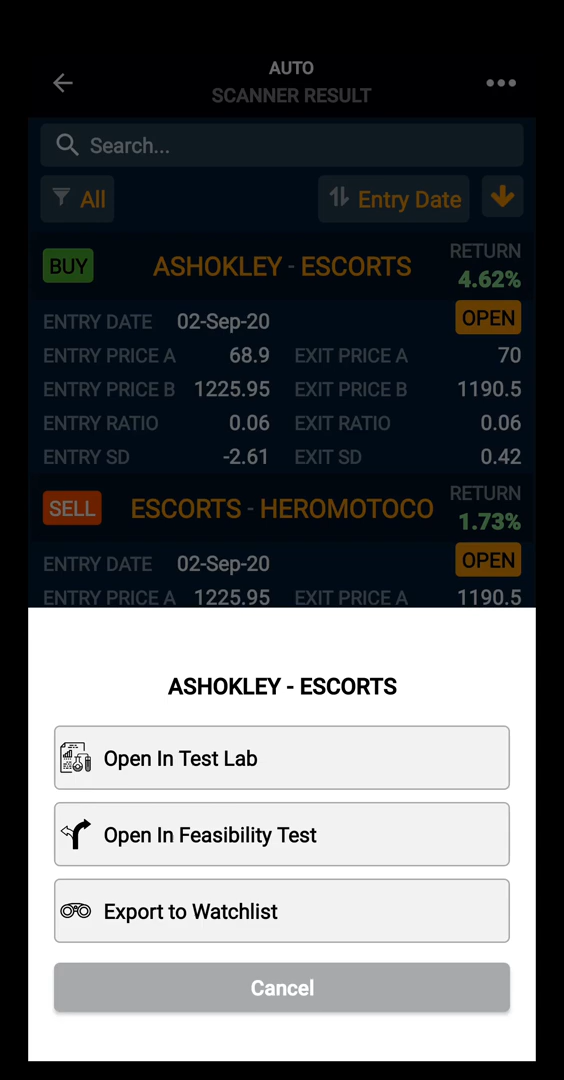 AUTO
SCANNER RESULT
Search...
All
Entry Date
BUY ASHOKLEY - ESCORTS RETURN
4.62%
ENTRY DATE 02-Sep-20 OPEN
ENTRY PRICE A 68.9 EXIT PRICE A 70
ENTRY PRICE B 1225.95 EXIT PRICE B 1190.5
ENTRY RATIO 0.06 EXIT RATIO 0.06
ENTRY SD -2.61 EXIT SD 0.42
SELL ESCORTS - HEROMOTOCO RETURN
1.73%
ENTRY DATE 02-Sep-20 OPEN
ENTRY PRICE A 1225.95 EXIT PRICE A 1190.5
ASHOKLEY - ESCORTS
Open In Test Lab
Open In Feasibility Test
Export to Watchlist
Cancel